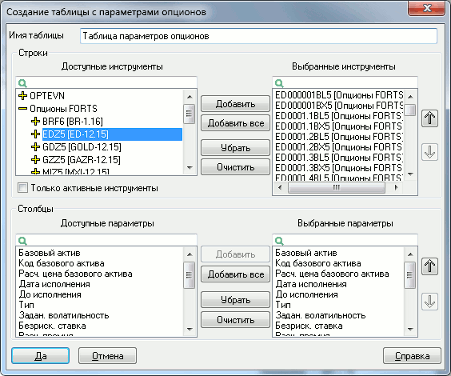 Создание таблицы с параметрами опционов
Имя таблицы Таблица параметров опционов
Строки
Доступные инструменты Выбранные инструменты
OPTEVN
Опционы FORTS
BRF6 [BR-1.16]
EDZ5 [ED-12.15]
GDZ5 [GOLD-12.15]
GZZ5 [GAZR-12.15]
MIZ5 [MXI-12.15]
Добавить
Добавить все
Убрать
Очистить
ED000001BL5 [Опционы FORTS]
ED000001BX5 [Опционы FORTS]
ED0001.1BL5 [Опционы FORTS]
ED0001.1BX5 [Опционы FORTS]
ED0001.2BL5 [Опционы FORTS]
ED0001.2BX5 [Опционы FORTS]
ED0001.3BL5 [Опционы FORTS]
ED0001.3BX5 [Опционы FORTS]
ED0001.4BL5 [Опционы FORTS]
Только активные инструменты
Столбцы
Доступные параметры Выбранные параметры
Базовый актив
Код базового актива
Расч. цена базового актива
Дата исполнения
До исполнения
Тип
Задан. волатильность
Безриск. ставка
Расч. премия
Добавить
Добавить все
Убрать
Очистить
Базовый актив
Код базового актива
Расч. цена базового актива
Дата исполнения
До исполнения
Тип
Задан. волатильность
Безриск. ставка
Расч. премия
Да Отмена Справка